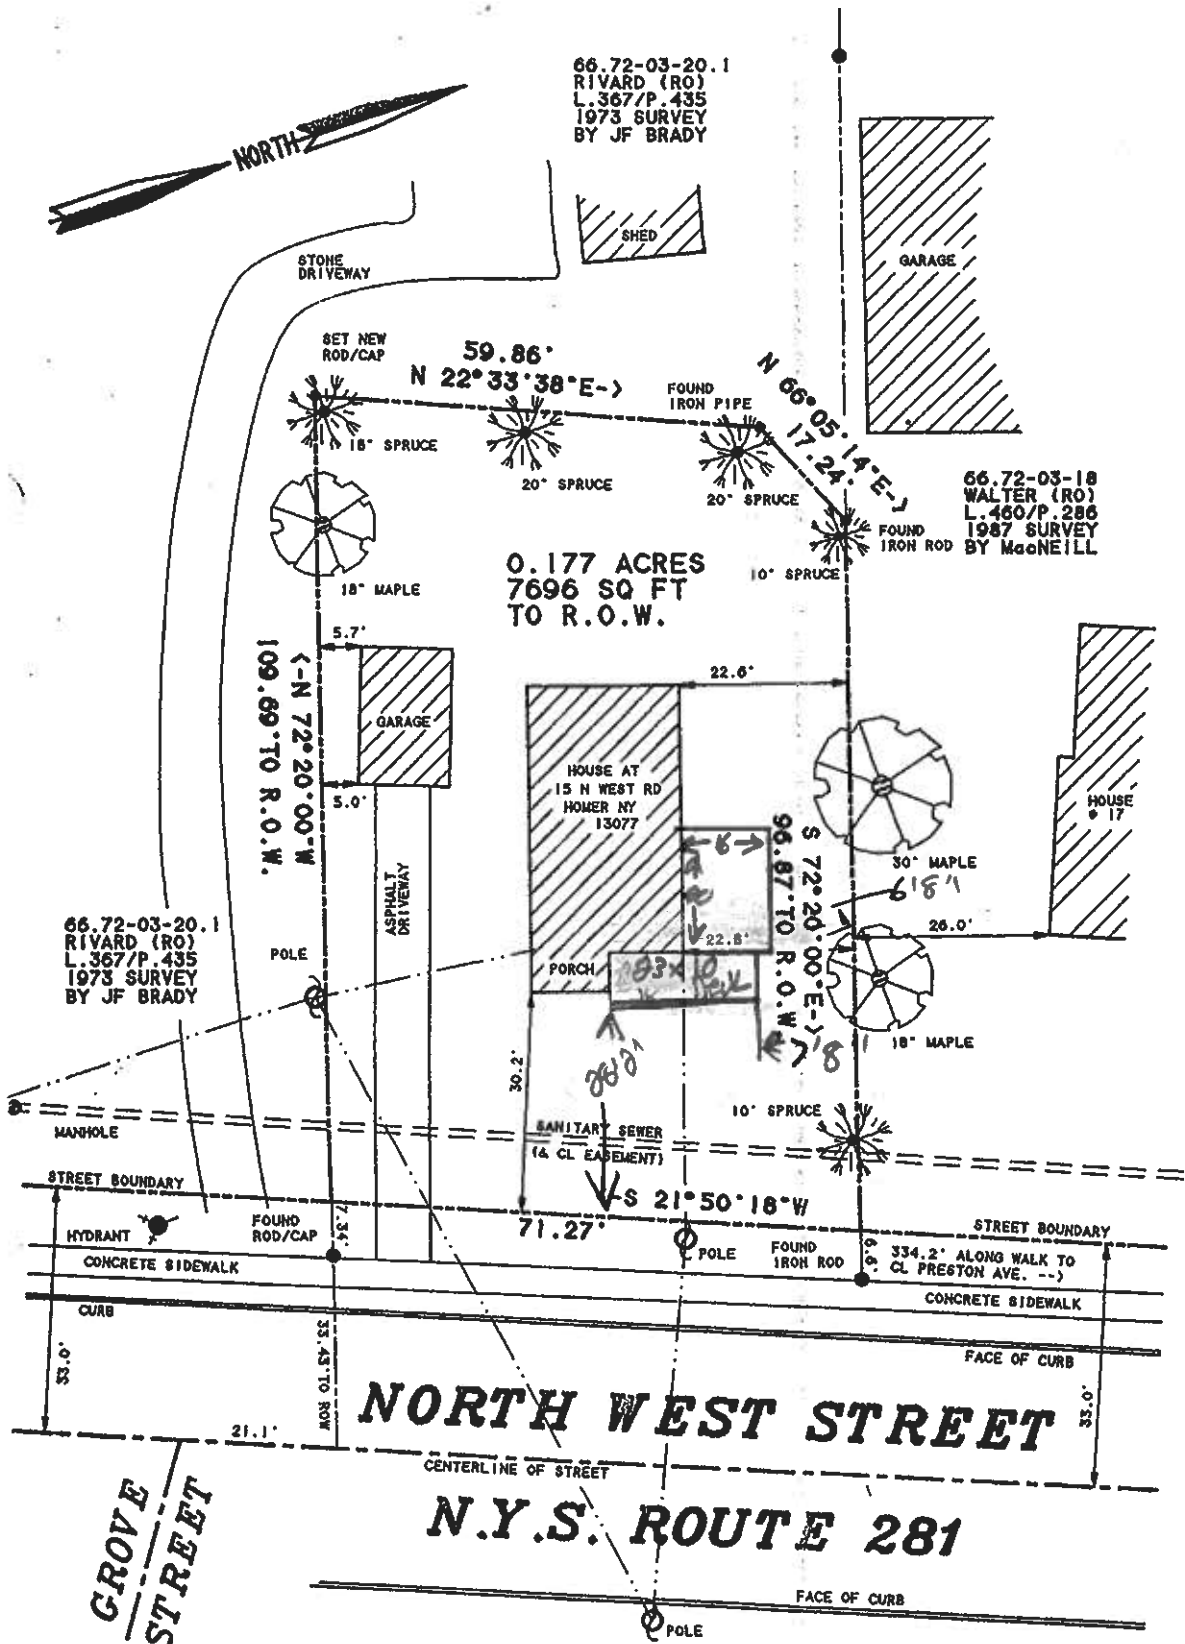 66.72-03-20.1
RIVARD (RO)
L.367/P.435
1973 SURVEY
BY JF BRADY
NORTH
SHED
GARAGE
STONE
DRIVEWAY
SET NEW
ROD/CAP
59.86'
N 22°33'38"E->
FOUND
IRON PIPE
N 66°05'14"E->
17.24'
18" SPRUCE
20" SPRUCE
20" SPRUCE
66.72-03-18
WALTER (RO)
L.460/P.286
1987 SURVEY
BY MacNEILL
FOUND
IRON ROD
10" SPRUCE
0.177 ACRES
7696 SQ FT
TO R.O.W.
18" MAPLE
5.7'
22.6'
<-N 72°20'00"W
109.69'TO R.O.W.
GARAGE
5.0'
HOUSE AT
15 N WEST RD
HOMER NY
13077
HOUSE
# 17
S 72°20'00"E->
96.87'TO R.O.W.
30" MAPLE
8
6'8"
26.0'
ASPHALT
DRIVEWAY
22.8'
66.72-03-20.1
RIVARD (RO)
L.367/P.435
1973 SURVEY
BY JF BRADY
POLE
PORCH
Deck
18" MAPLE
7'8"
30.2'
10" SPRUCE
MANHOLE
SANITARY SEWER
(& CL EASEMENT)
STREET BOUNDARY
S 21°50'18"W
71.27'
STREET BOUNDARY
HYDRANT
FOUND
ROD/CAP
7.34'
POLE
FOUND
IRON ROD
6.6'
334.2' ALONG WALK TO
CL PRESTON AVE. -->
CONCRETE SIDEWALK
CONCRETE SIDEWALK
CURB
FACE OF CURB
33.0'
33.43'TO ROW
33.0'
NORTH WEST STREET
21.1'
CENTERLINE OF STREET
GROVE
STREET
N.Y.S. ROUTE 281
FACE OF CURB
POLE